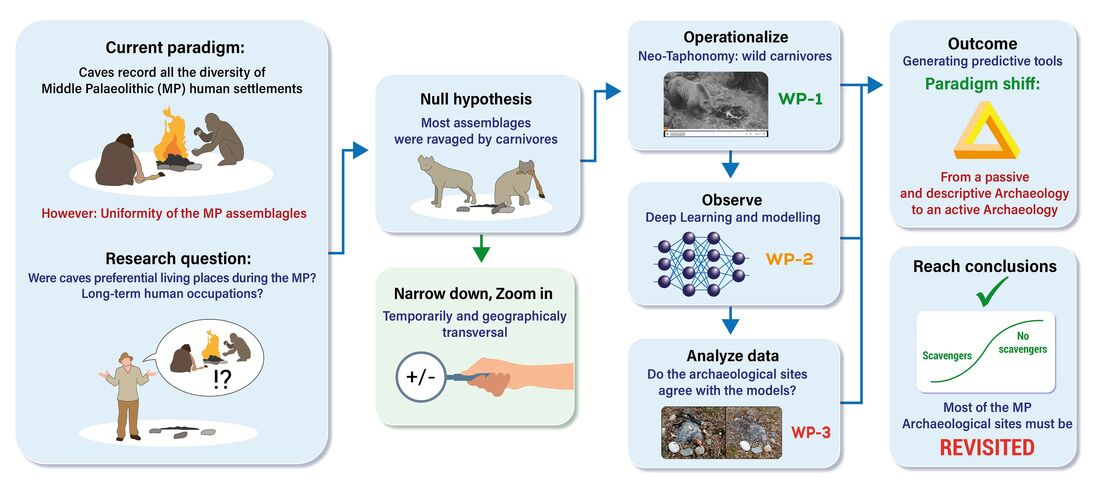 Current paradigm:
Caves record all the diversity of
Middle Palaeolithic (MP) human settlements
However: Uniformity of the MP assemblagles
Research question:
Were caves preferential living places during the MP?
Long-term human occupations?
!?
Null hypothesis
Most assemblages
were ravaged by carnivores
Narrow down, Zoom in
Temporarily and geographicaly
transversal
+/-
Operationalize
Neo-Taphonomy: wild carnivores
WP-1
Observe
Deep Learning and modelling
WP-2
Analyze data
Do the archaeological sites
agree with the models?
WP-3
Outcome
Generating predictive tools
Paradigm shiff:
From a passive
and descriptive Archaeology
to an active Archaeology
Reach conclusions
Scavengers
No
scavengers
Most of the MP
Archaeological sites must be
REVISITED